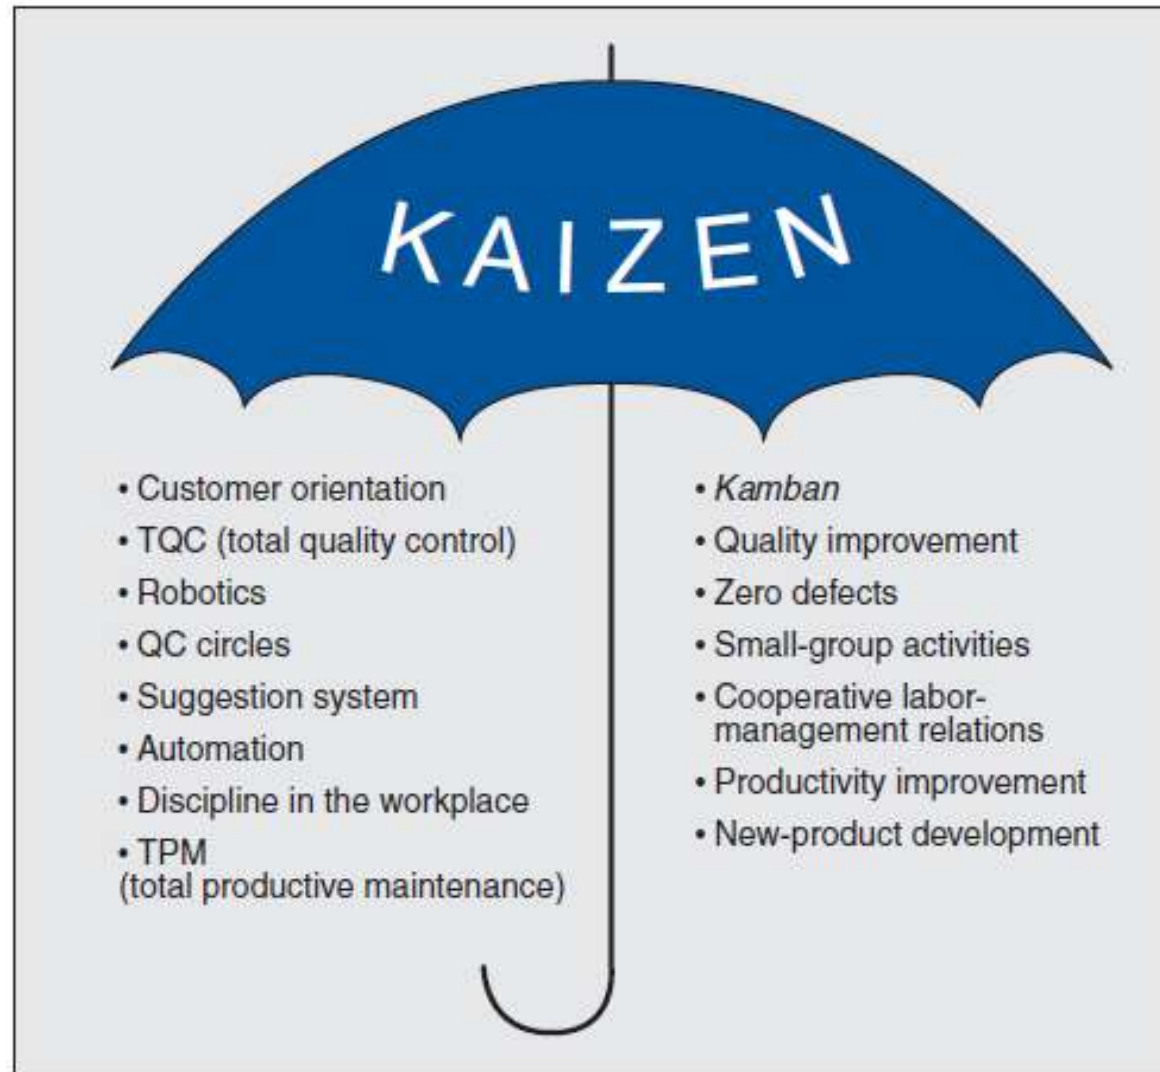 KAIZEN
• Customer orientation
• TQC (total quality control)
• Robotics
• QC circles
• Suggestion system
• Automation
• Discipline in the workplace
• TPM
(total productive maintenance)
• Kamban
• Quality improvement
• Zero defects
• Small-group activities
• Cooperative labor-
management relations
• Productivity improvement
• New-product development